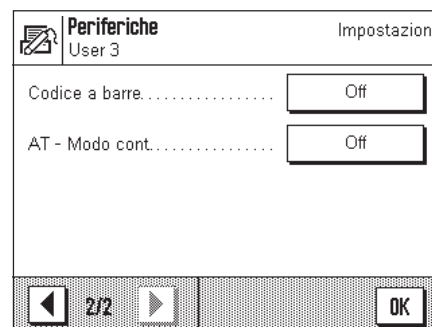 Periferiche
Impostazion
User 3
Codice a barre................. Off
AT - Modo cont................ Off
2/2
OK